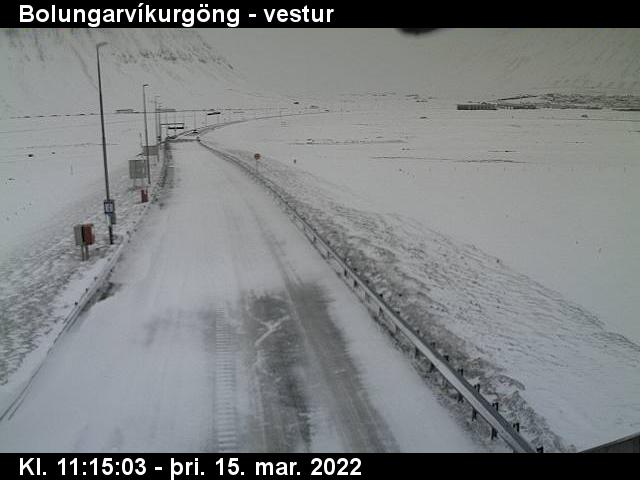 Bolungarvíkurgöng - vestur
Kl. 11:15:03 - þri. 15. mar. 2022